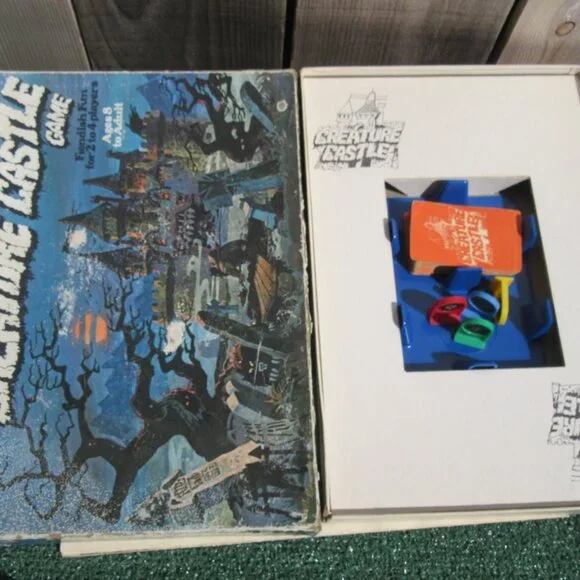 CREATURE CASTLE
GAME
Fiendish Fun
for 2 to 4 players
Ages 8
to Adult
CREATURE
CASTLE
CREATURE
CASTLE